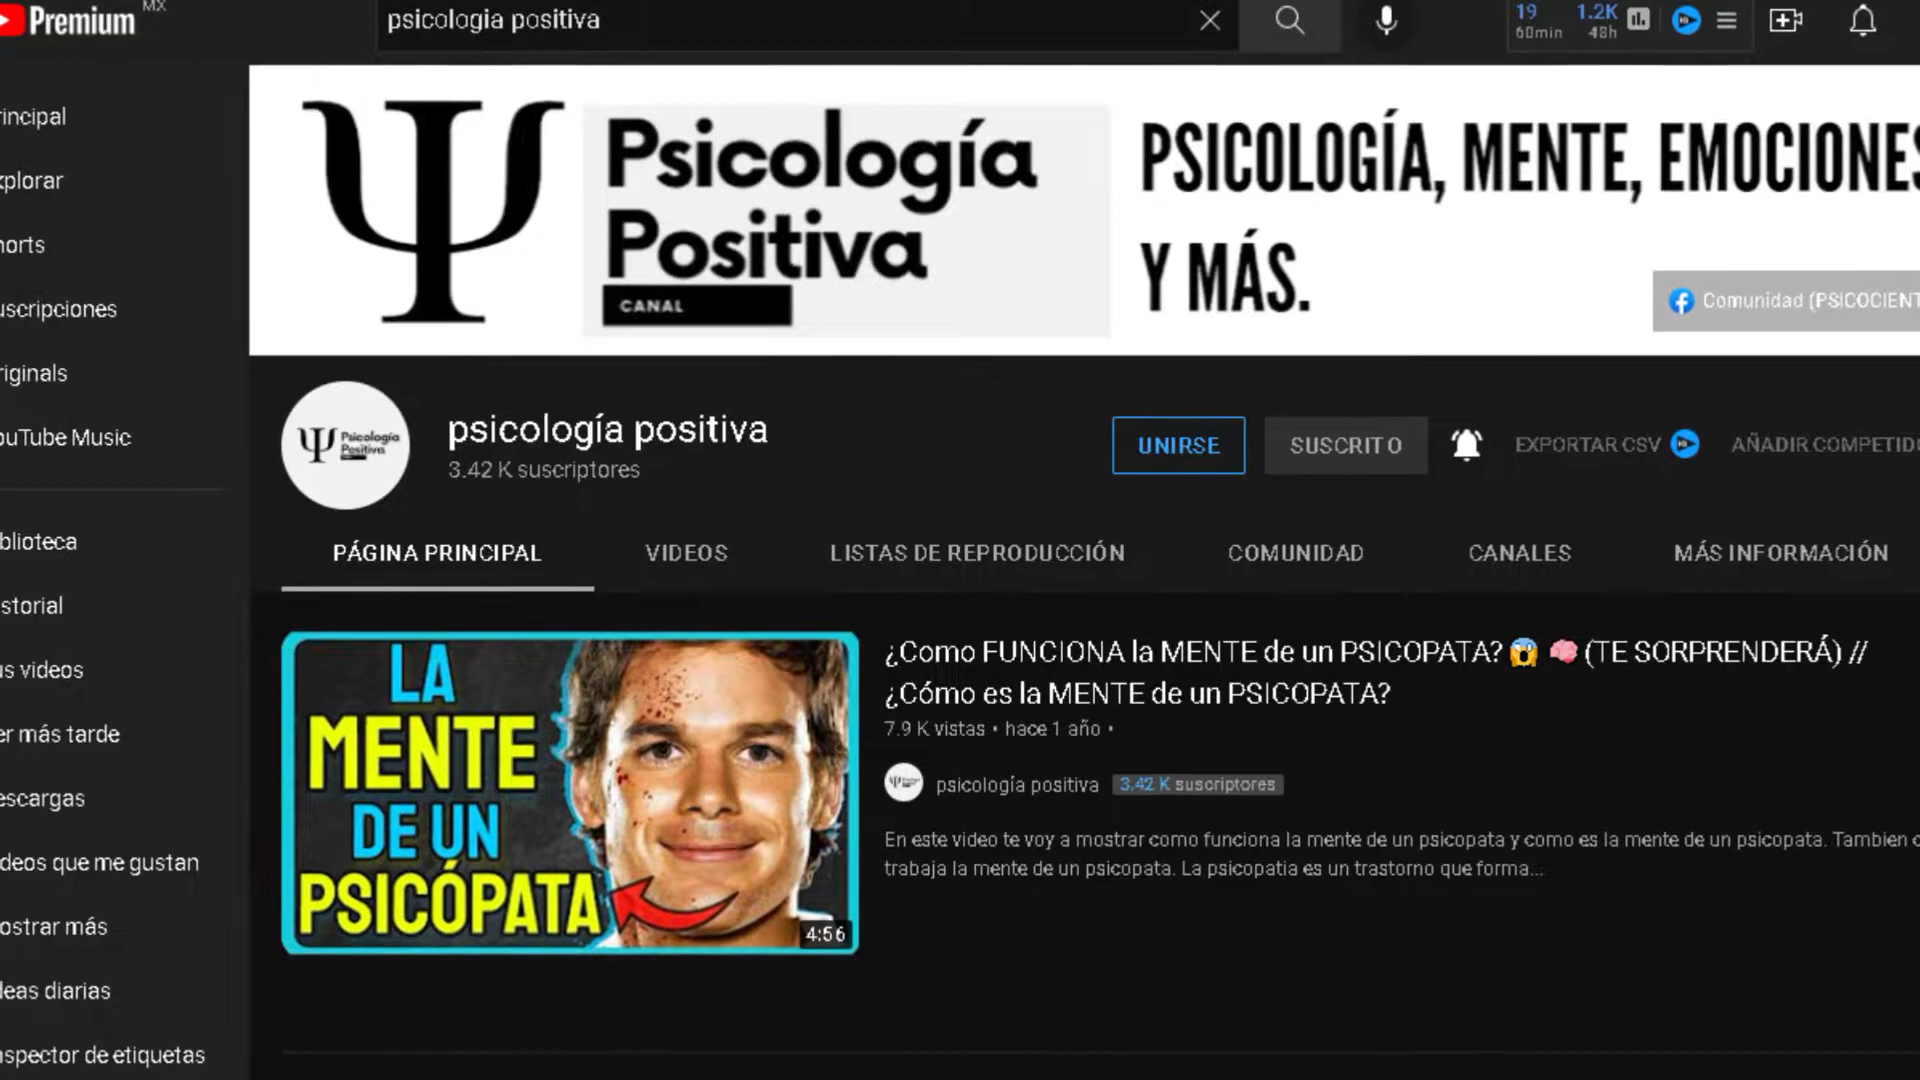 Premium MX
psicologia positiva
19
60min
1.2K
48h
rincipal
xplorar
horts
uscripciones
riginals
ouTube Music
blioteca
storial
us videos
er más tarde
escargas
ideos que me gustan
ostrar más
deas diarias
nspector de etiquetas
Psicología
Positiva
CANAL
PSICOLOGÍA, MENTE, EMOCIONES
Y MÁS.
Comunidad (PSICOCIENT
Psicología
Positiva
psicología positiva
3.42 K suscriptores
UNIRSE
SUSCRITO
EXPORTAR CSV
AÑADIR COMPETID
PÁGINA PRINCIPAL
VIDEOS
LISTAS DE REPRODUCCIÓN
COMUNIDAD
CANALES
MÁS INFORMACIÓN
LA
MENTE
DE UN
PSICÓPATA
4:56
¿Como FUNCIONA la MENTE de un PSICOPATA? 😱 🧠 (TE SORPRENDERÁ) //
¿Cómo es la MENTE de un PSICOPATA?
7.9 K vistas • hace 1 año •
psicología positiva
3.42 K suscriptores
En este video te voy a mostrar como funciona la mente de un psicopata y como es la mente de un psicopata. Tambien c
trabaja la mente de un psicopata. La psicopatia es un trastorno que forma...